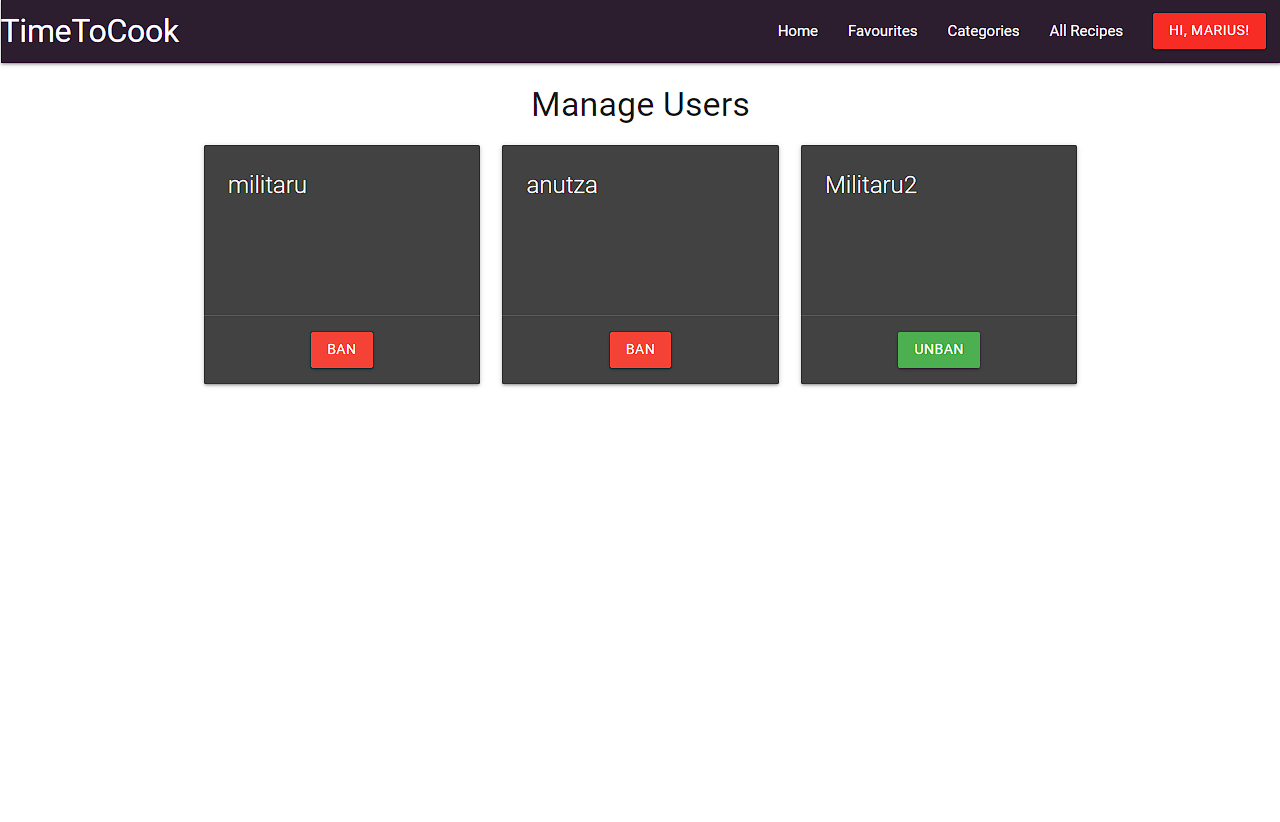 TimeToCook
Home Favourites Categories All Recipes HI, MARIUS!
Manage Users
militaru
anutza
Militaru2
BAN
BAN
UNBAN